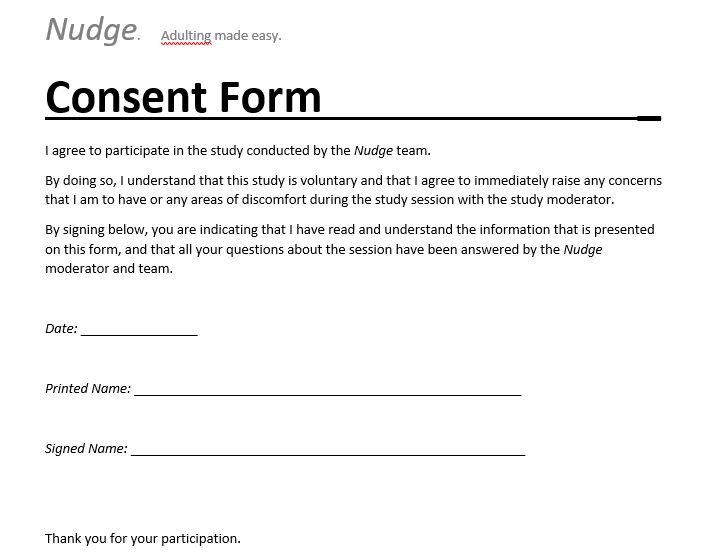 Nudge. Adulting made easy.
Consent Form
I agree to participate in the study conducted by the Nudge team.
By doing so, I understand that this study is voluntary and that I agree to immediately raise any concerns
that I am to have or any areas of discomfort during the study session with the study moderator.
By signing below, you are indicating that I have read and understand the information that is presented
on this form, and that all your questions about the session have been answered by the Nudge
moderator and team.
Date: _________________
Printed Name: _________________________________________________________
Signed Name: __________________________________________________________
Thank you for your participation.